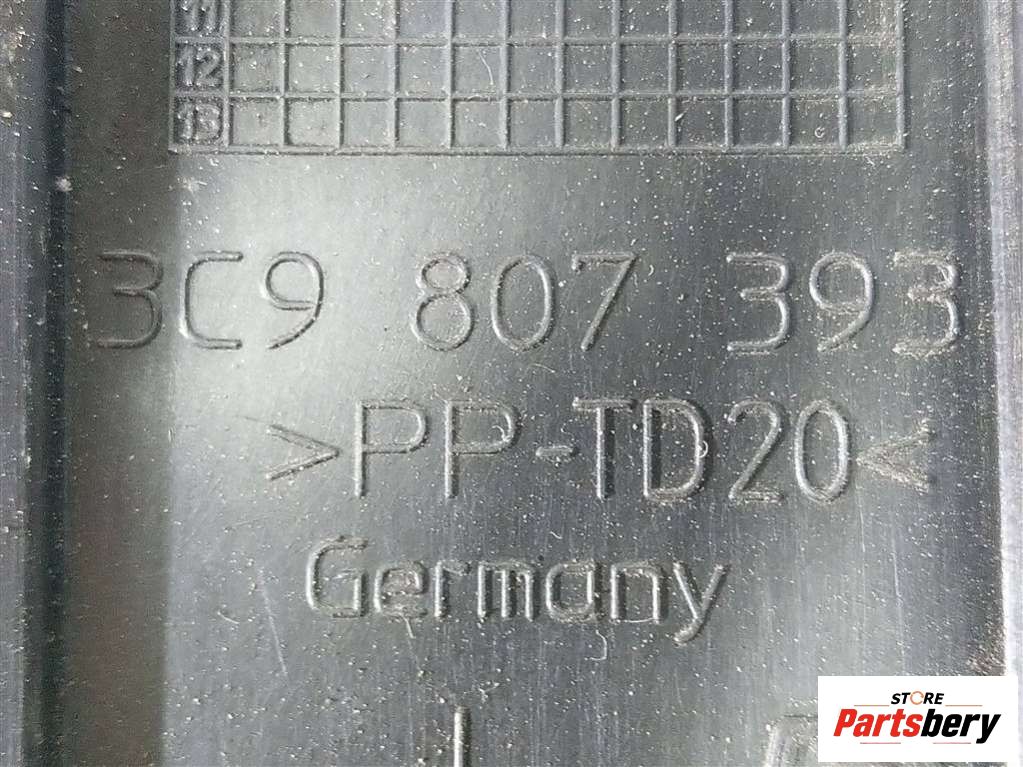 11
12
13
3C9 807 393
>PP-TD20<
Germany
STORE
Partsbery